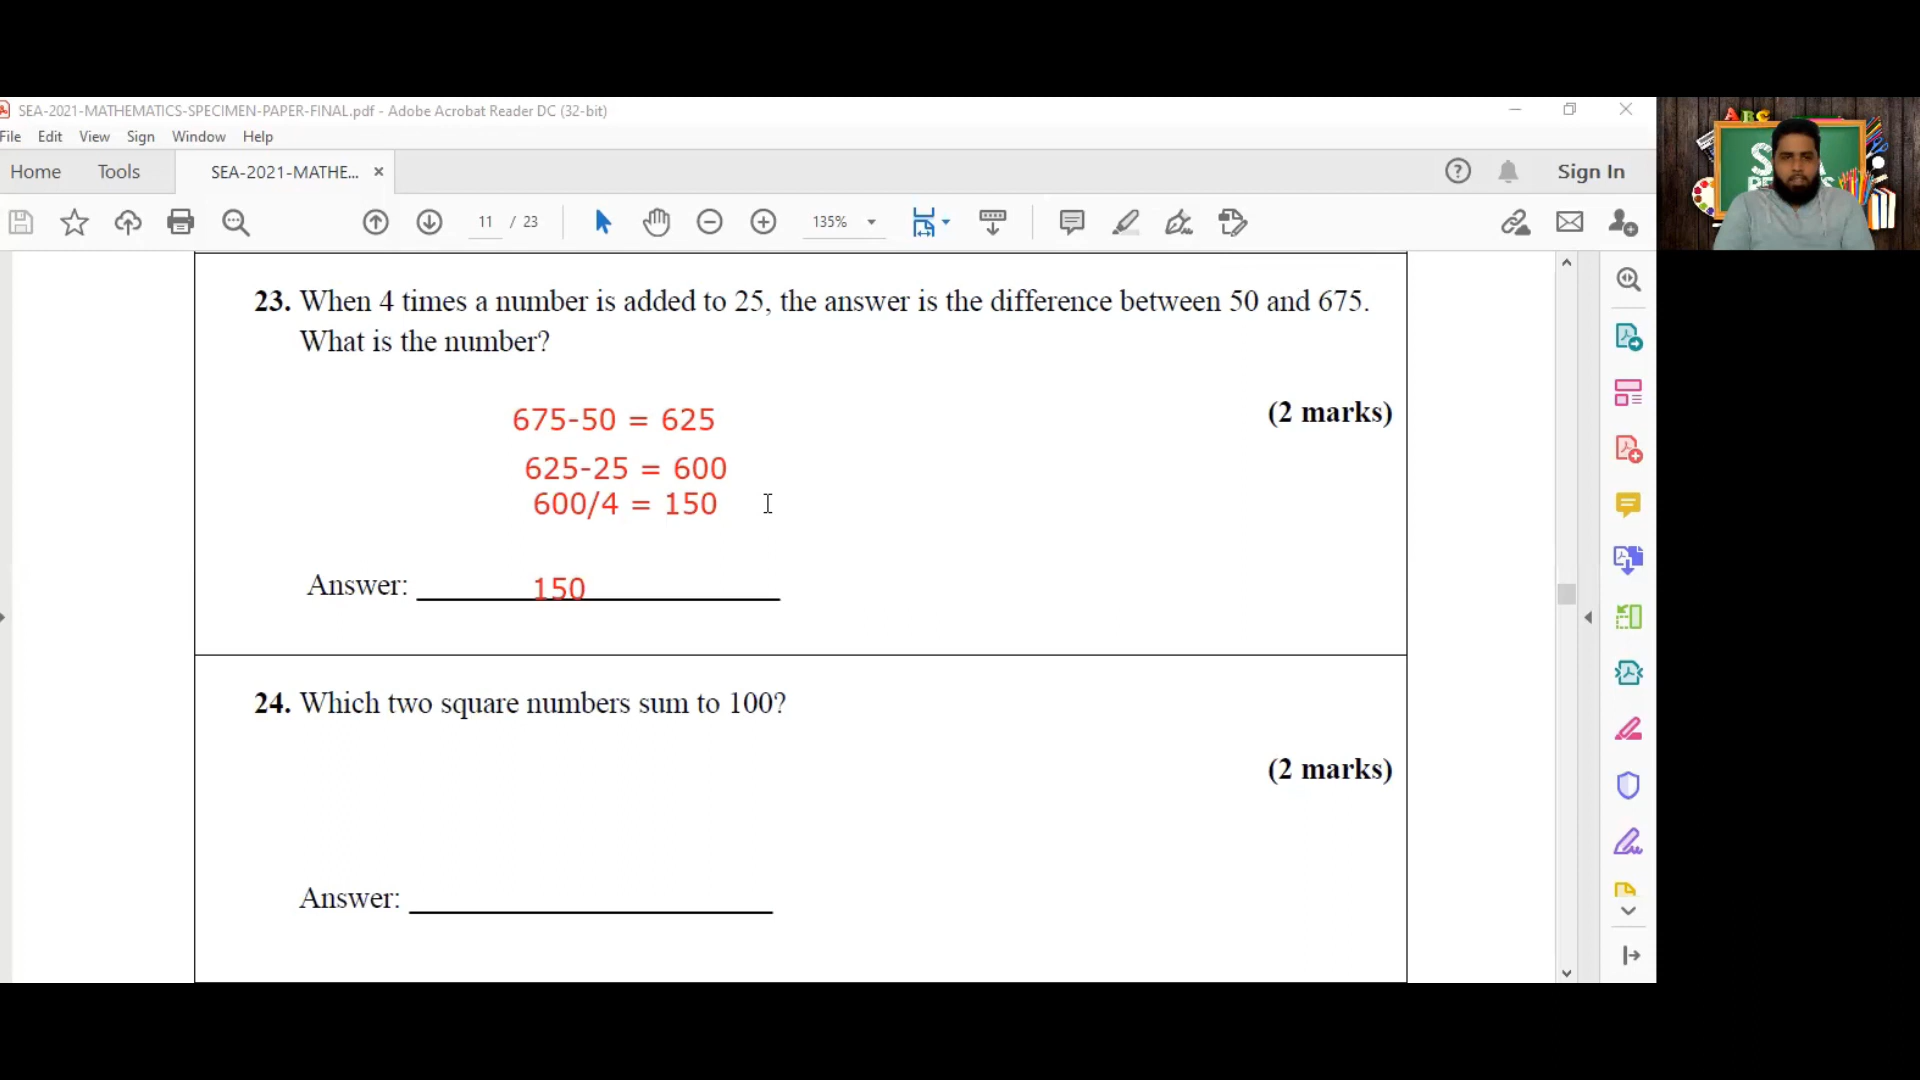 SEA-2021-MATHEMATICS-SPECIMEN-PAPER-FINAL.pdf - Adobe Acrobat Reader DC (32-bit)
File Edit View Sign Window Help
Home Tools SEA-2021-MATHE... × Sign In
11 / 23 135%
23. When 4 times a number is added to 25, the answer is the difference between 50 and 675.
What is the number?
(2 marks)
675-50 = 625
625-25 = 600
600/4 = 150
Answer: 150
24. Which two square numbers sum to 100?
(2 marks)
Answer:
ABC